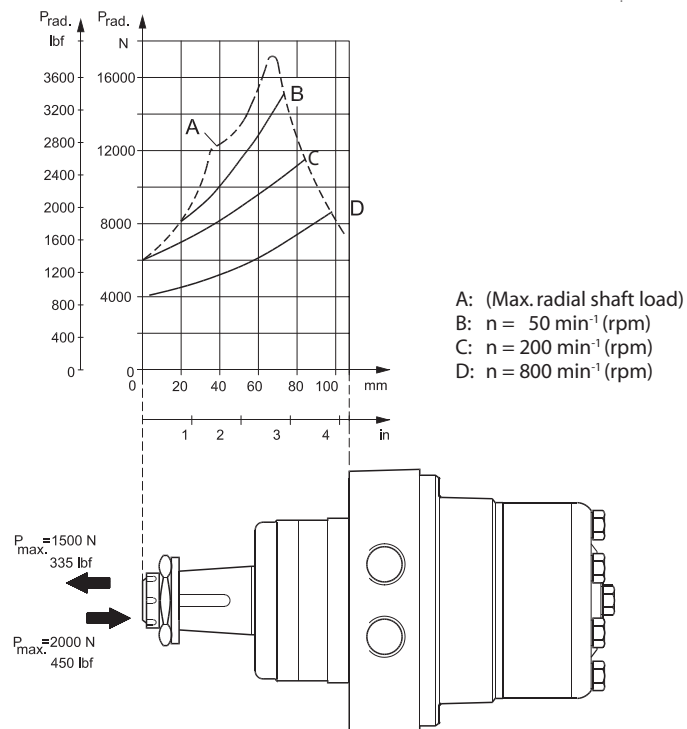 Prad. Prad.
lbf N
3600 16000
3200
2800 12000
2400
2000 8000
1600
1200
800 4000
400
0 0
A
B
C
D
0 20 40 60 80 100 mm
1 2 3 4 in
A: (Max. radial shaft load)
B: n = 50 min⁻¹ (rpm)
C: n = 200 min⁻¹ (rpm)
D: n = 800 min⁻¹ (rpm)
Pmax.=1500 N
335 lbf
Pmax.=2000 N
450 lbf